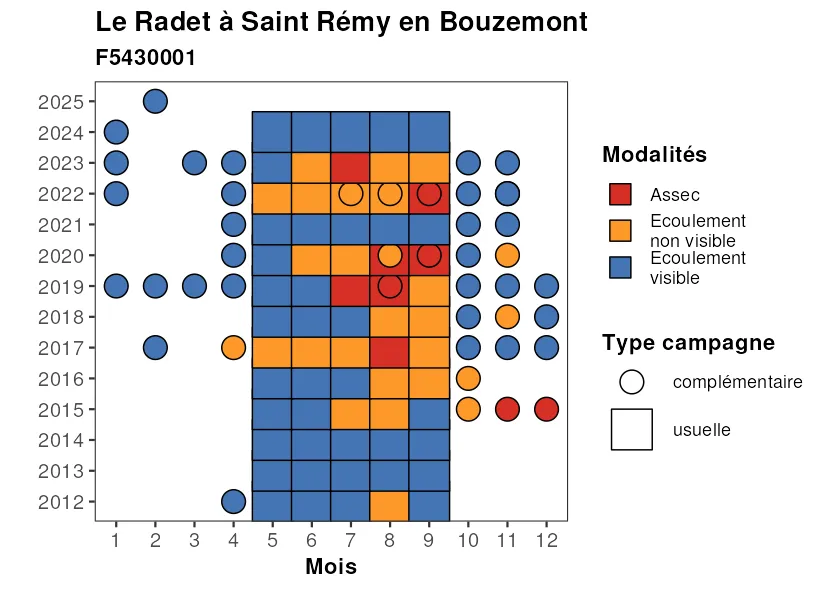 Le Radet à Saint Rémy en Bouzemont
F5430001
2025
2024
2023
2022
2021
2020
2019
2018
2017
2016
2015
2014
2013
2012
1 2 3 4 5 6 7 8 9 10 11 12
Mois
Modalités
Assec
Ecoulement
non visible
Ecoulement
visible
Type campagne
complémentaire
usuelle